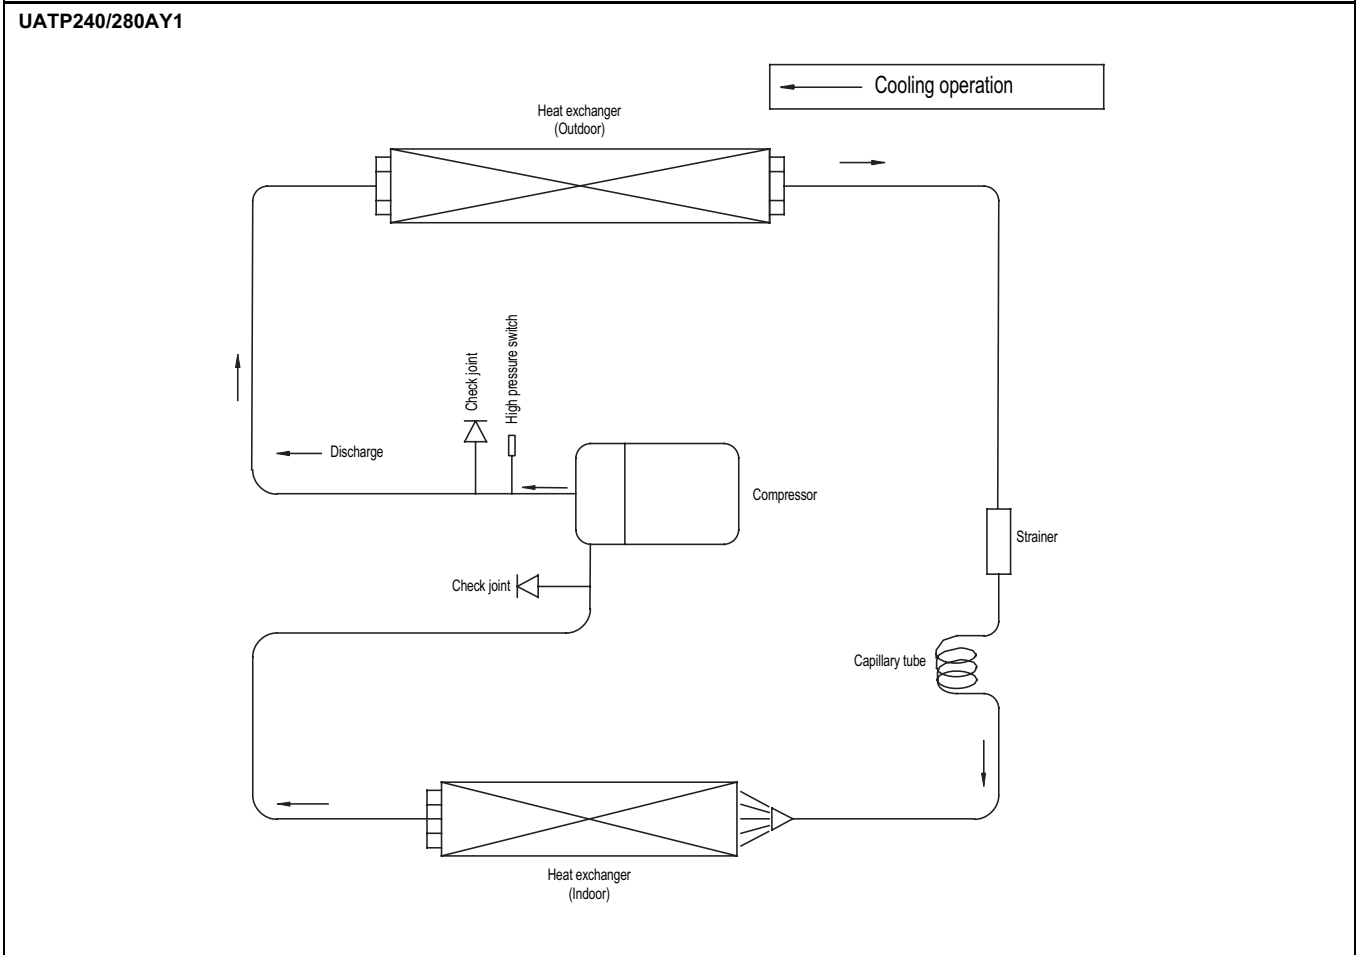 UATP240/280AY1
Cooling operation
Heat exchanger
(Outdoor)
Check joint
High pressure switch
Discharge
Compressor
Strainer
Check joint
Capillary tube
Heat exchanger
(Indoor)